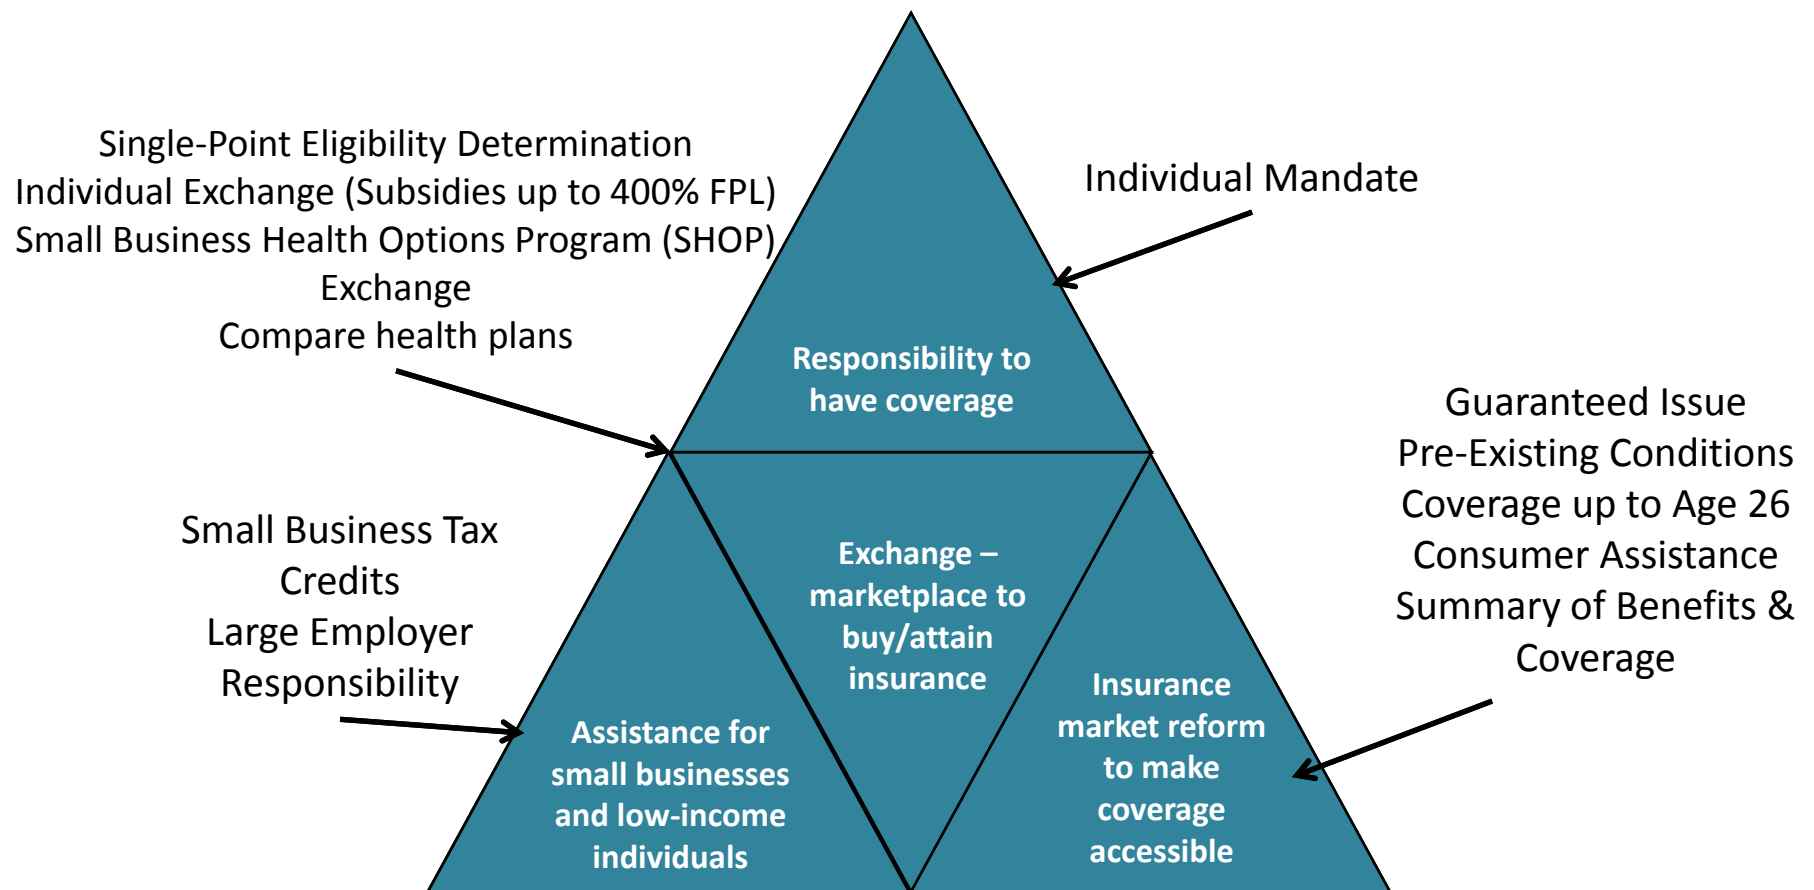 Single-Point Eligibility Determination
Individual Exchange (Subsidies up to 400% FPL)
Small Business Health Options Program (SHOP)
Exchange
Compare health plans
Individual Mandate
Responsibility to
have coverage
Guaranteed Issue
Pre-Existing Conditions
Coverage up to Age 26
Consumer Assistance
Summary of Benefits &
Coverage
Small Business Tax
Credits
Large Employer
Responsibility
Exchange –
marketplace to
buy/attain
insurance
Assistance for
small businesses
and low-income
individuals
Insurance
market reform
to make
coverage
accessible